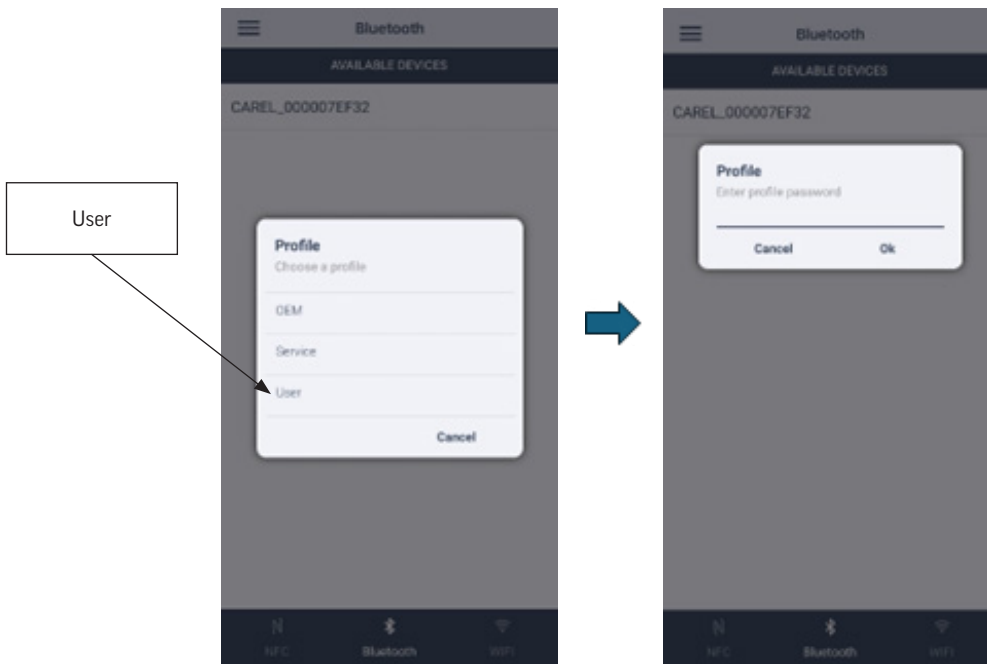 User
Bluetooth
AVAILABLE DEVICES
CAREL_000007EF32
Profile
Choose a profile
OEM
Service
User
Cancel
NFC
Bluetooth
WIFI
Bluetooth
AVAILABLE DEVICES
CAREL_000007EF32
Profile
Enter profile password
Cancel Ok
NFC
Bluetooth
WIFI